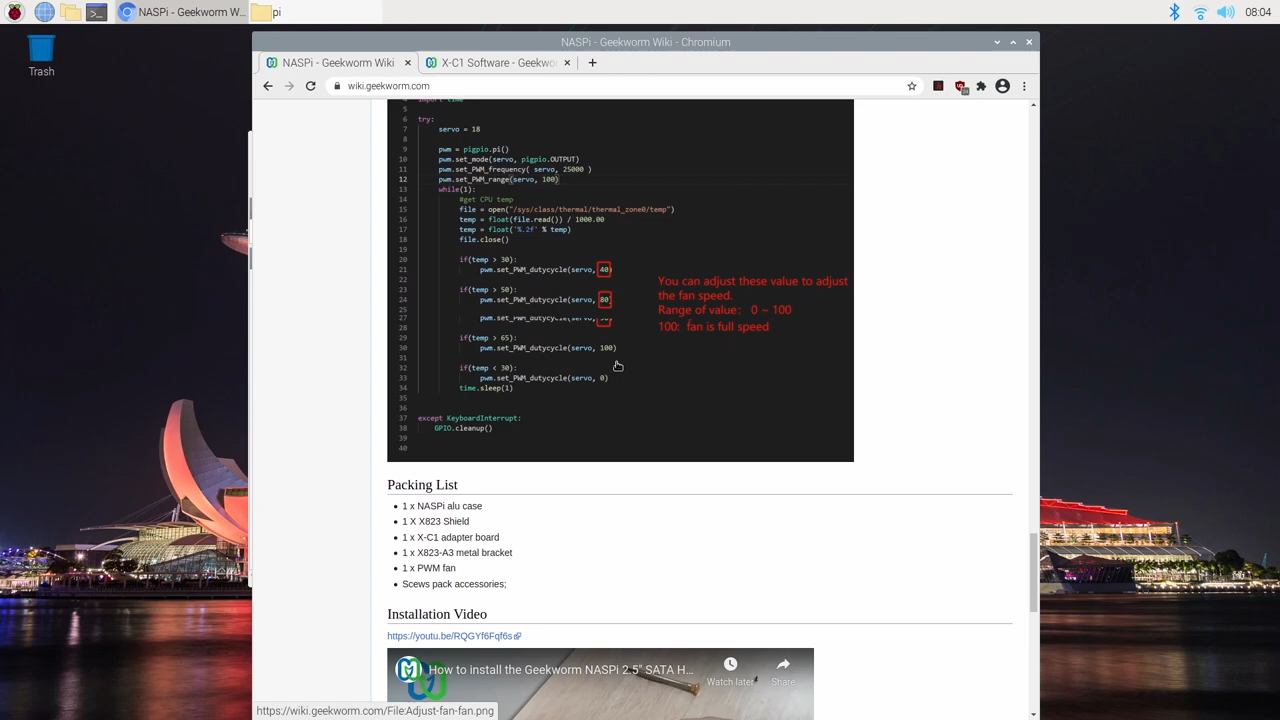 NASPi - Geekworm W...
pi
08:04
Trash
NASPi - Geekworm Wiki - Chromium
NASPi - Geekworm Wiki
X-C1 Software - Geekwo
wiki.geekworm.com
4 import time
5
6 try:
7 servo = 18
8
9 pwm = pigpio.pi()
10 pwm.set_mode(servo, pigpio.OUTPUT)
11 pwm.set_PWM_frequency( servo, 25000 )
12 pwm.set_PWM_range(servo, 100)
13 while(1):
14 #get CPU temp
15 file = open("/sys/class/thermal/thermal_zone0/temp")
16 temp = float(file.read()) / 1000.00
17 temp = float('%.2f' % temp)
18 file.close()
19
20 if(temp > 30):
21 pwm.set_PWM_dutycycle(servo, 40)
22
23 if(temp > 50):
24 pwm.set_PWM_dutycycle(servo, 80)
25
27 pwm.set_PWM_dutycycle(servo,
28
29 if(temp > 65):
30 pwm.set_PWM_dutycycle(servo, 100)
31
32 if(temp < 30):
33 pwm.set_PWM_dutycycle(servo, 0)
34 time.sleep(1)
35
36
37 except KeyboardInterrupt:
38 GPIO.cleanup()
39
40
You can adjust these value to adjust
the fan speed.
Range of value: 0 ~ 100
100: fan is full speed
Packing List
1 x NASPi alu case
1 X X823 Shield
1 x X-C1 adapter board
1 x X823-A3 metal bracket
1 x PWM fan
Scews pack accessories;
Installation Video
https://youtu.be/RQGYf6Fqf6s
How to install the Geekworm NASPi 2.5" SATA H...
Watch later
Share
https://wiki.geekworm.com/File:Adjust-fan-fan.png